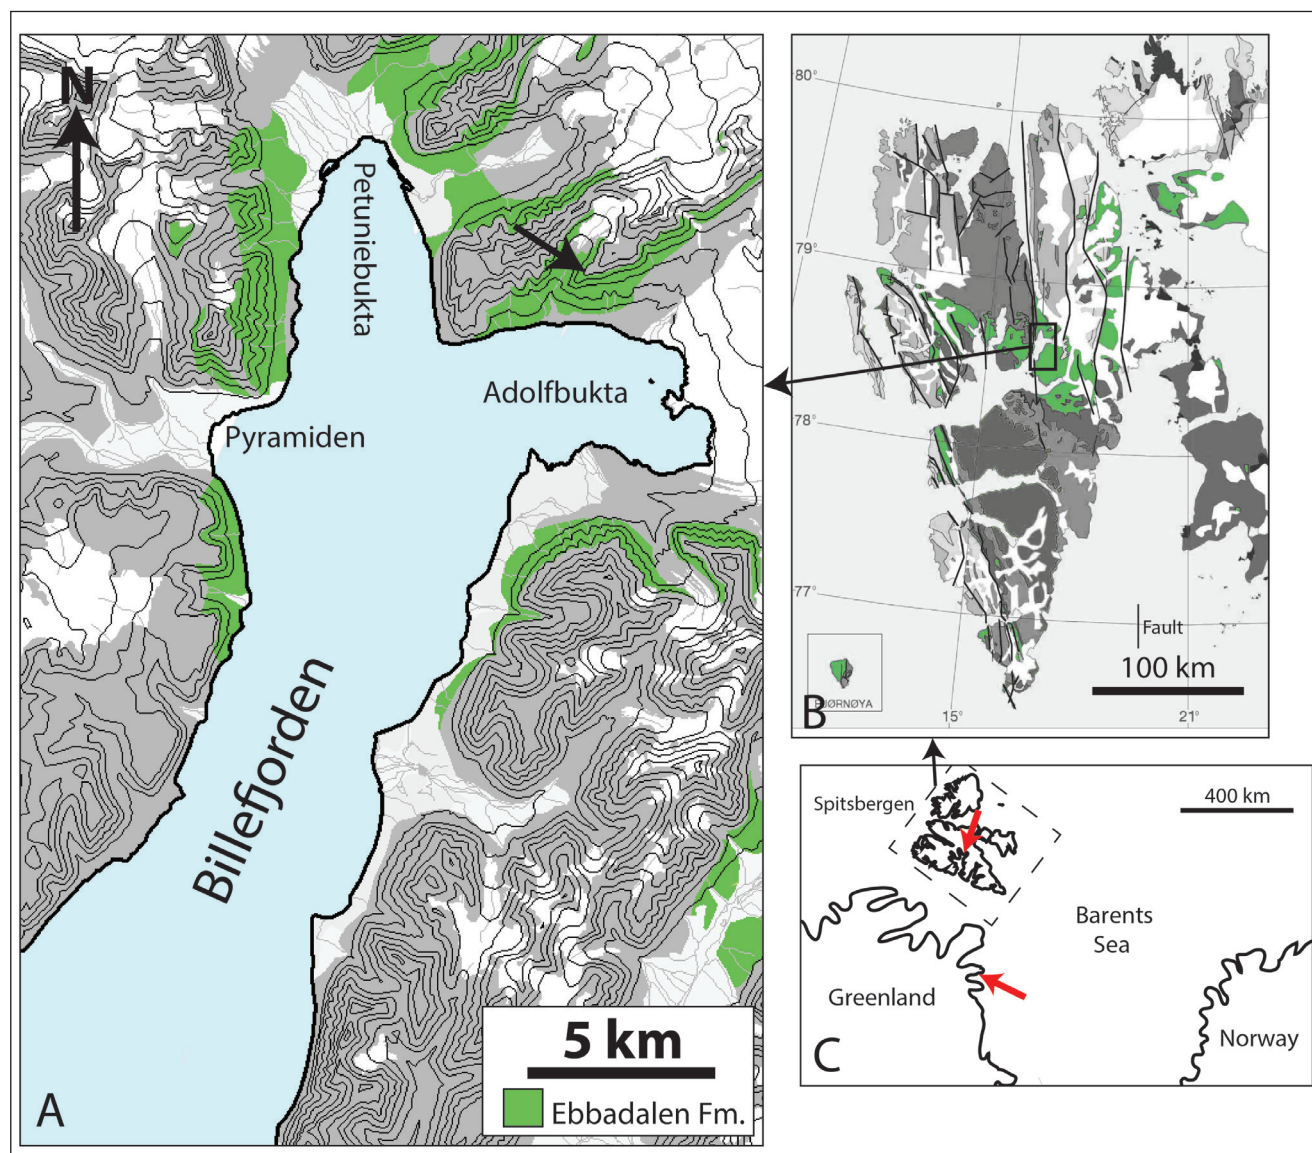 N
Petuniebukta
Adolfbukta
Pyramiden
Billefjorden
5 km
Ebbadalen Fm.
A
80°
79°
78°
77°
Fault
100 km
BJØRNØYA
B
15°
21°
Spitsbergen
400 km
Barents
Sea
Greenland
Norway
C